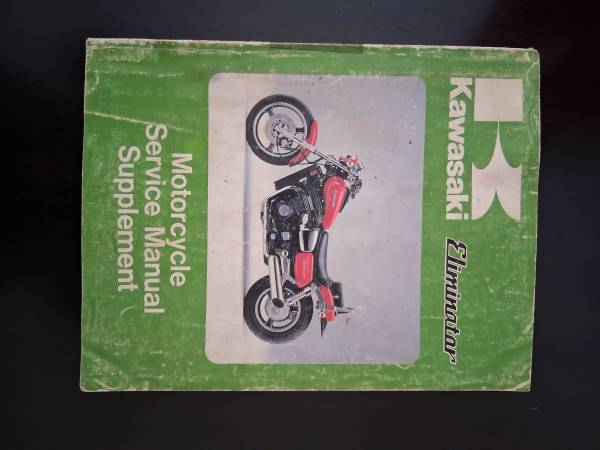 Kawasaki
Eliminator
Motorcycle
Service Manual
Supplement